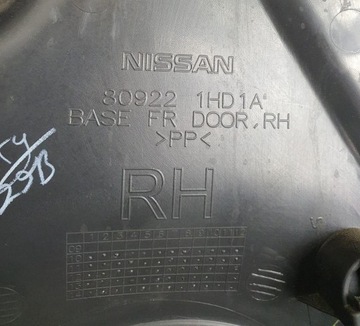 NISSAN
80922 1HD1A
BASE FR DOOR, RH
>PP<
RH